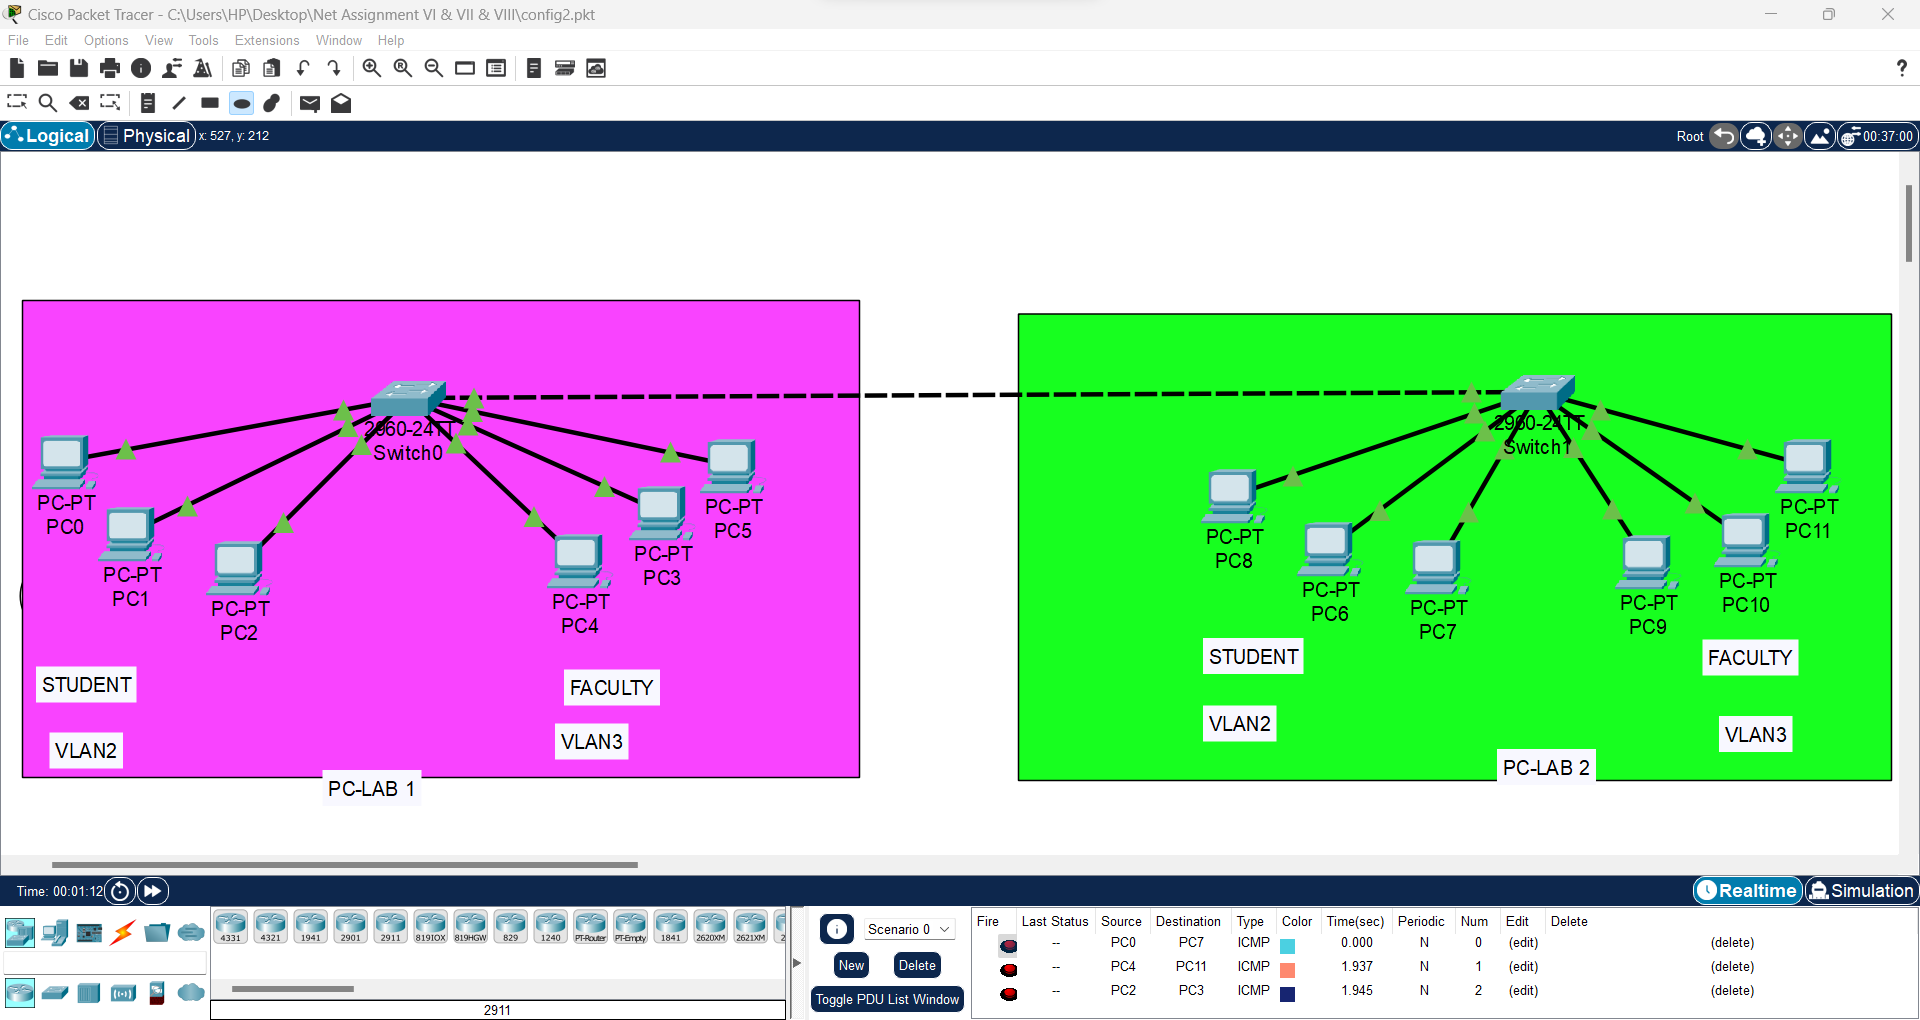 Cisco Packet Tracer - C:\Users\HP\Desktop\Net Assignment VI & VII & VIII\config2.pkt
File Edit Options View Tools Extensions Window Help
Logical Physical x: 527, y: 212 Root 00:37:00
2960-24TT
Switch0
PC-PT
PC0
PC-PT
PC1
PC-PT
PC2
PC-PT
PC4
PC-PT
PC3
PC-PT
PC5
STUDENT
VLAN2
FACULTY
VLAN3
PC-LAB 1
2960-24TT
Switch1
PC-PT
PC8
PC-PT
PC6
PC-PT
PC7
PC-PT
PC9
PC-PT
PC10
PC-PT
PC11
STUDENT
VLAN2
FACULTY
VLAN3
PC-LAB 2
Time: 00:01:12 Realtime Simulation
4331 4321 1941 2901 2911 819IOX 819HGW 829 1240 PT-Router PT-Empty 1841 2620XM 2621XM 2
2911
Scenario 0
New Delete
Toggle PDU List Window
Fire Last Status Source Destination Type Color Time(sec) Periodic Num Edit Delete
-- PC0 PC7 ICMP 0.000 N 0 (edit) (delete)
-- PC4 PC11 ICMP 1.937 N 1 (edit) (delete)
-- PC2 PC3 ICMP 1.945 N 2 (edit) (delete)